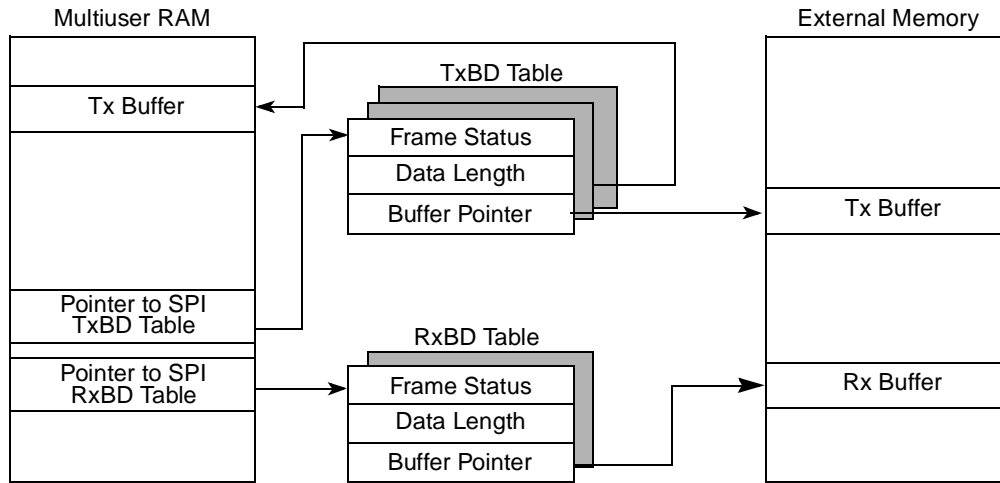 Multiuser RAM
External Memory
TxBD Table
Tx Buffer
Frame Status
Data Length
Buffer Pointer
Tx Buffer
Pointer to SPI
TxBD Table
RxBD Table
Pointer to SPI
RxBD Table
Frame Status
Data Length
Buffer Pointer
Rx Buffer